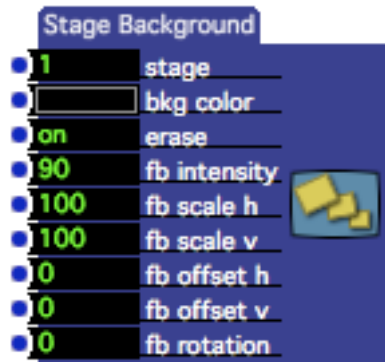 Stage Background
1 stage
bkg color
on erase
90 fb intensity
100 fb scale h
100 fb scale v
0 fb offset h
0 fb offset v
0 fb rotation